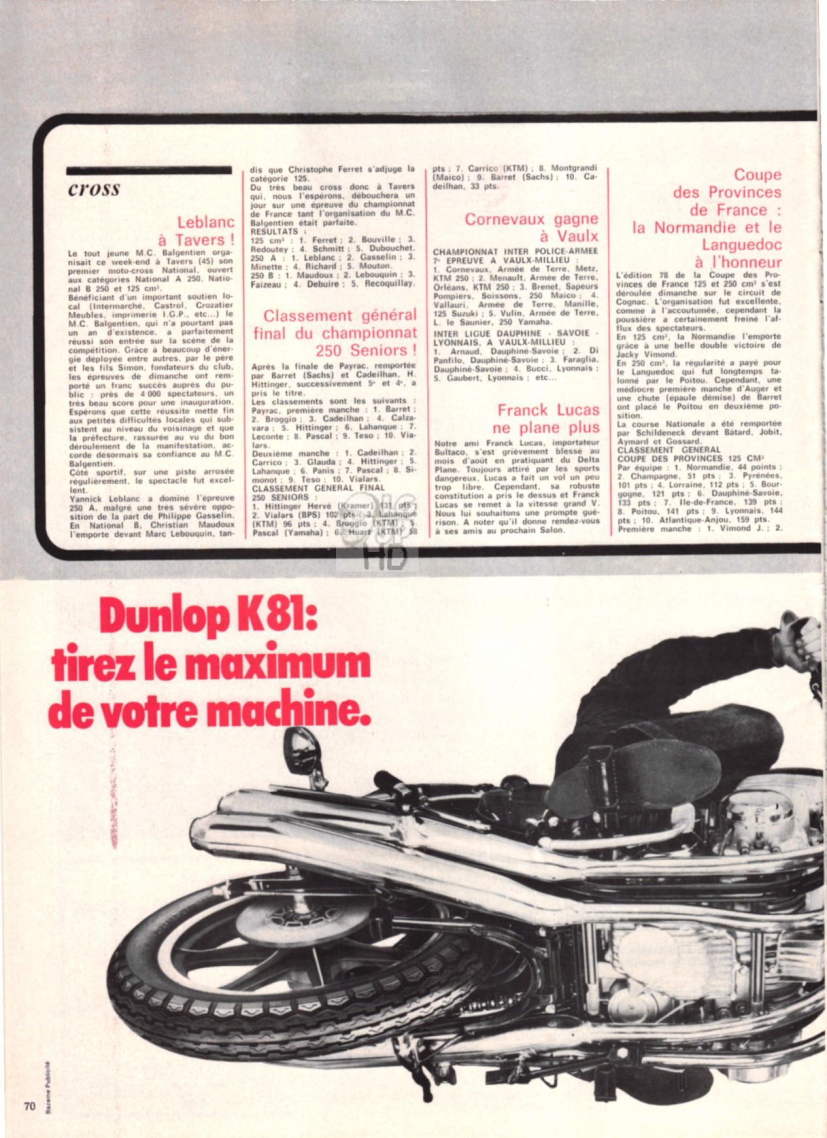 cross
Leblanc
à Tavers !
Le tout jeune M.C. Balgentien orga-
nisait ce week-end à Tavers (45) son
premier moto-cross National, ouvert
aux catégories National A 250, Natio-
nal B 250 et 125 cm³.
Bénéficiant d'un important soutien lo-
cal (Intermarché, Castrol, Crozatier
Meubles, imprimerie I.G.P., etc...) le
M.C. Balgentien, qui n'a pourtant pas
un an d'existence, a parfaitement
réussi son entrée sur la scène de la
compétition. Grâce à beaucoup d'éner-
gie déployée entre autres, par le père
et les fils Simon, fondateurs du club,
les épreuves de dimanche ont rem-
porté un franc succès auprès du pu-
blic : près de 4 000 spectateurs, un
très beau score pour une inauguration.
Espérons que cette réussite mette fin
aux petites difficultés locales qui sub-
sistent au niveau du voisinage et que
la préfecture, rassurée au vu du bon
déroulement de la manifestation, ac-
corde désormais sa confiance au M.C.
Balgentien.
Côté sportif, sur une piste arrosée
régulièrement, le spectacle fut excel-
lent.
Yannick Leblanc a dominé l'épreuve
250 A, malgré une très sévère oppo-
sition de la part de Philippe Gasselin.
En National B, Christian Maudoux
l'emporte devant Marc Lebouquin, tan-
dis que Christophe Ferret s'adjuge la
catégorie 125.
Du très beau cross donc à Tavers
qui, nous l'espérons, débouchera un
jour sur une épreuve du championnat
de France tant l'organisation du M.C.
Balgentien était parfaite.
RESULTATS :
125 cm³ : 1. Ferret ; 2. Bouville ; 3.
Redoutey ; 4. Schmitt ; 5. Dubouchet.
250 A : 1. Leblanc ; 2. Gasselin ; 3.
Minette ; 4. Richard ; 5. Mouton.
250 B : 1. Maudoux ; 2. Lebouquin ; 3.
Faizeau ; 4. Debuire ; 5. Recoquillay.
Classement général
final du championnat
250 Seniors !
Après la finale de Payrac, remportée
par Barret (Sachs) et Cadeilhan, H.
Hittinger, successivement 5e et 4e, a
pris le titre.
Les classements sont les suivants :
Payrac, première manche : 1. Barret ;
2. Broggio ; 3. Cadeilhan ; 4. Calza-
vara ; 5. Hittinger ; 6. Lahanque ; 7.
Leconte ; 8. Pascal ; 9. Teso ; 10. Via-
lars.
Deuxième manche : 1. Cadeilhan ; 2.
Carrico ; 3. Glauda ; 4. Hittinger ; 5.
Lahanque ; 6. Panis ; 7. Pascal ; 8. Si-
monot ; 9. Teso ; 10. Vialars.
CLASSEMENT GENERAL FINAL
250 SENIORS :
1. Hittinger Hervé (Kramer) 131 pts ;
2. Vialars (BPS) 102 pts ; 3. Lahanque
(KTM) 96 pts ; 4. Broggio (KTM) ; 5.
Pascal (Yamaha) ; 6. Huart (KTM) 58
pts ; 7. Carrico (KTM) ; 8. Montgrandi
(Maico) ; 9. Barret (Sachs) ; 10. Ca-
deilhan, 33 pts.
Cornevaux gagne
à Vaulx
CHAMPIONNAT INTER POLICE-ARMEE
7e EPREUVE A VAULX-MILLIEU :
1. Cornevaux, Armée de Terre, Metz,
KTM 250 ; 2. Menault, Armée de Terre,
Orléans, KTM 250 ; 3. Brenet, Sapeurs
Pompiers, Soissons, 250 Maico ; 4.
Vallauri, Armée de Terre, Manille,
125 Suzuki ; 5. Vulin, Armée de Terre,
L. le Saunier, 250 Yamaha.
INTER LIGUE DAUPHINE - SAVOIE -
LYONNAIS, A VAULX-MILLIEU :
1. Arnaud, Dauphiné-Savoie ; 2. Di
Panfilo, Dauphiné-Savoie ; 3. Faraglia,
Dauphiné-Savoie ; 4. Bucci, Lyonnais ;
5. Gaubert, Lyonnais ; etc...
Franck Lucas
ne plane plus
Notre ami Franck Lucas, importateur
Bultaco, s'est grièvement blessé au
mois d'août en pratiquant du Delta
Plane. Toujours attiré par les sports
dangereux, Lucas a fait un vol un peu
trop libre. Cependant, sa robuste
constitution a pris le dessus et Franck
Lucas se remet à la vitesse grand V.
Nous lui souhaitons une prompte gué-
rison. A noter qu'il donne rendez-vous
à ses amis au prochain Salon.
Coupe
des Provinces
de France :
la Normandie et le
Languedoc
à l'honneur
L'édition 78 de la Coupe des Pro-
vinces de France 125 et 250 cm³ s'est
déroulée dimanche sur le circuit de
Cognac. L'organisation fut excellente,
comme à l'accoutumée, cependant la
poussière a certainement freiné l'af-
flux des spectateurs.
En 125 cm³, la Normandie l'emporte
grâce à une belle double victoire de
Jacky Vimond.
En 250 cm³, la régularité a payé pour
le Languedoc qui fut longtemps ta-
lonné par le Poitou. Cependant, une
médiocre première manche d'Auger et
une chute (épaule démise) de Barret
ont placé le Poitou en deuxième po-
sition.
La course Nationale a été remportée
par Schildeneck devant Bâtard, Jobit,
Aymard et Gossard.
CLASSEMENT GENERAL
COUPE DES PROVINCES 125 CM³
Par équipe : 1. Normandie, 44 points ;
2. Champagne, 51 pts ; 3. Pyrénées,
101 pts ; 4. Lorraine, 112 pts ; 5. Bour-
gogne, 121 pts ; 6. Dauphiné-Savoie,
133 pts ; 7. Ile-de-France, 139 pts ;
8. Poitou, 141 pts ; 9. Lyonnais, 144
pts ; 10. Atlantique-Anjou, 159 pts.
Première manche : 1. Vimond J. ; 2.
HD
Dunlop K81:
tirez le maximum
de votre machine.
70
Bazaine Publicité